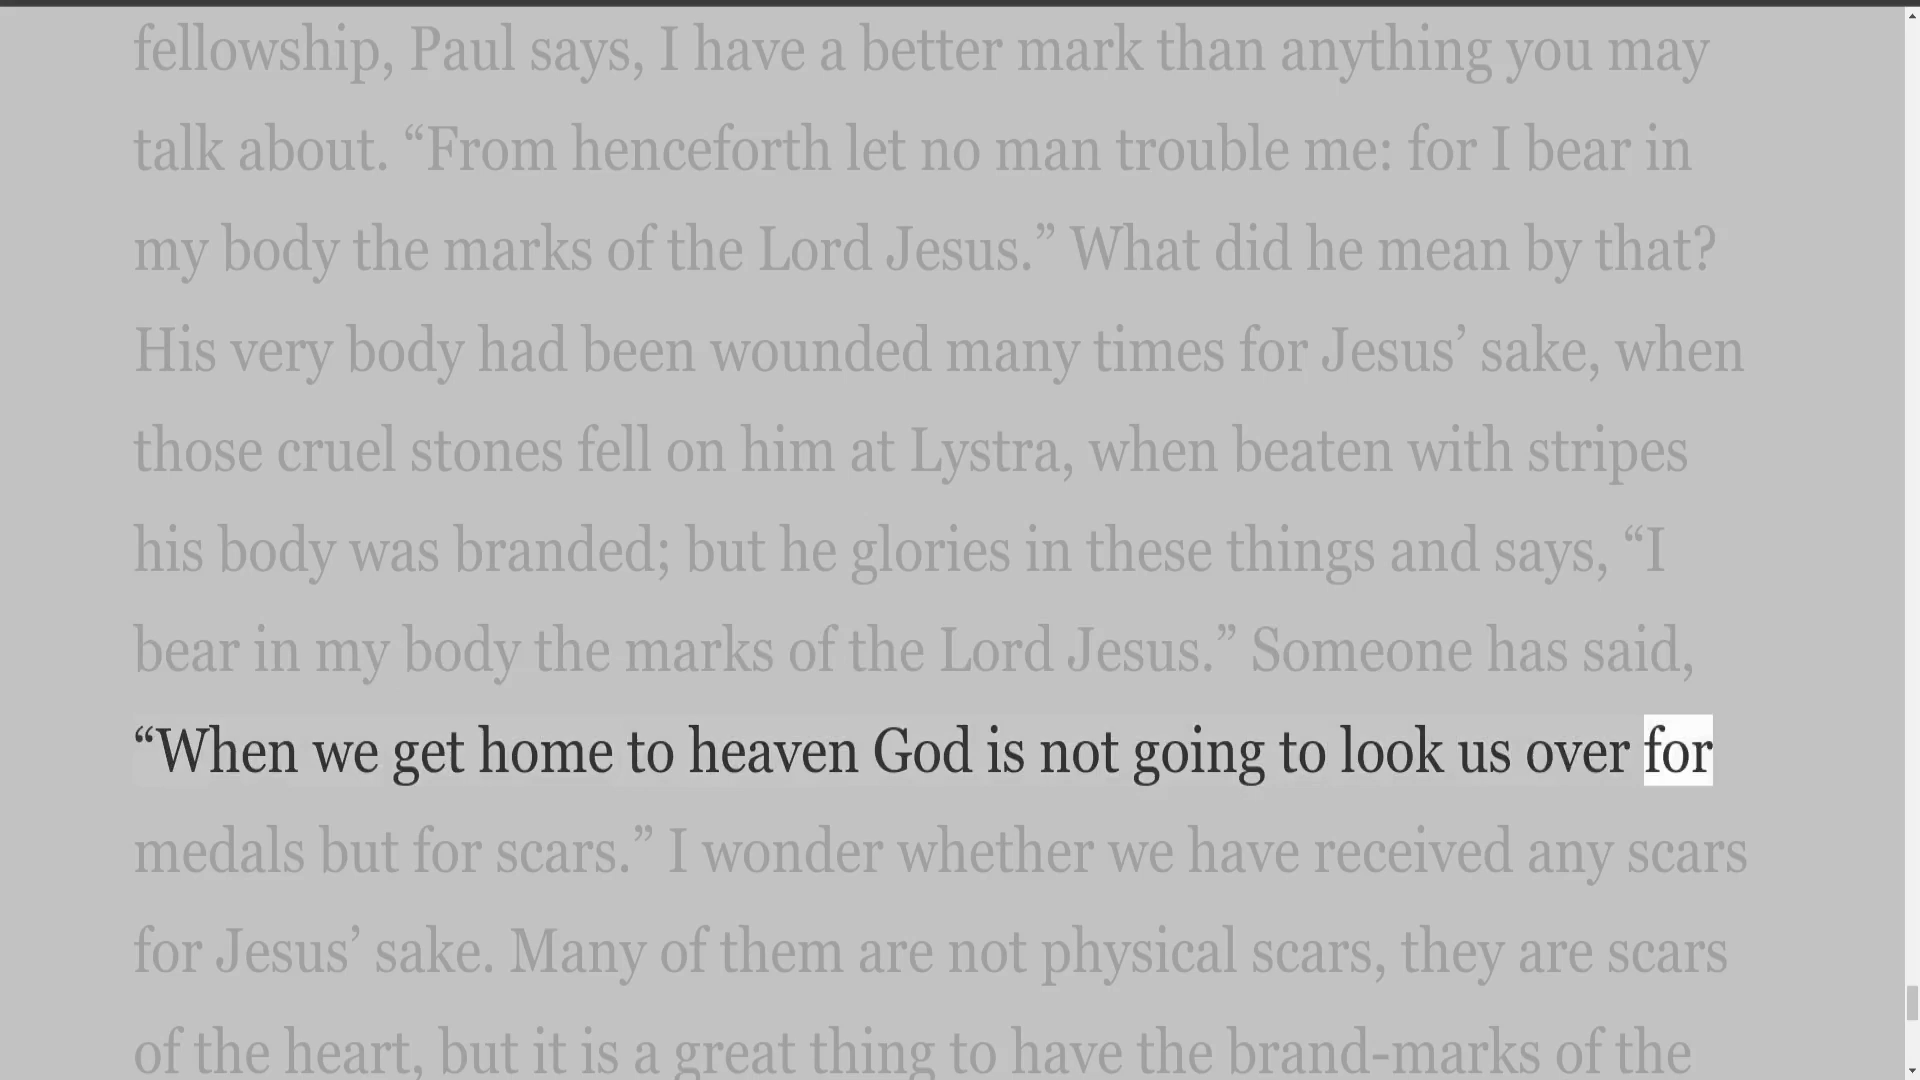 fellowship, Paul says, I have a better mark than anything you may
talk about. “From henceforth let no man trouble me: for I bear in
my body the marks of the Lord Jesus.” What did he mean by that?
His very body had been wounded many times for Jesus’ sake, when
those cruel stones fell on him at Lystra, when beaten with stripes
his body was branded; but he glories in these things and says, “I
bear in my body the marks of the Lord Jesus.” Someone has said,
“When we get home to heaven God is not going to look us over for
medals but for scars.” I wonder whether we have received any scars
for Jesus’ sake. Many of them are not physical scars, they are scars
of the heart, but it is a great thing to have the brand-marks of the